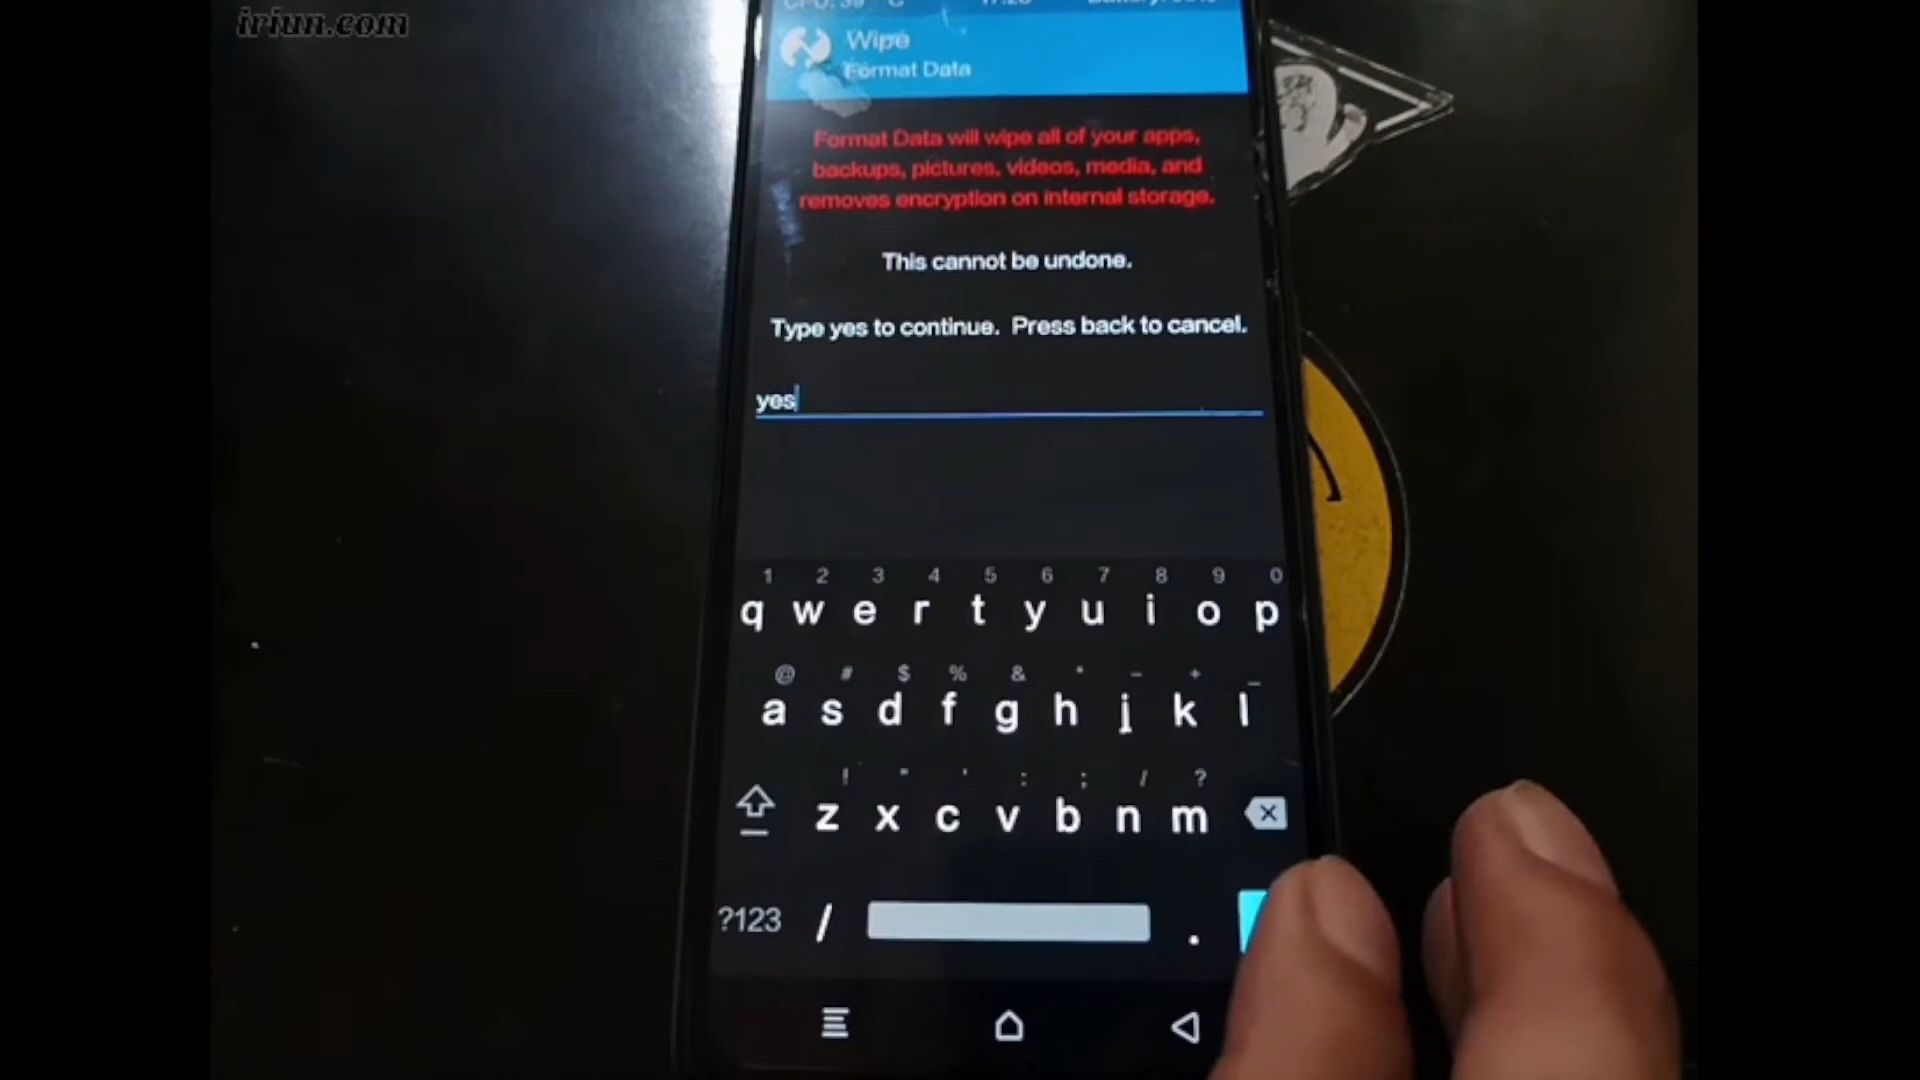 iriun.com
Wipe
Format Data
Format Data will wipe all of your apps,
backups, pictures, videos, media, and
removes encryption on internal storage.
This cannot be undone.
Type yes to continue. Press back to cancel.
yes
1 2 3 4 5 6 7 8 9 0
q w e r t y u i o p
@ # $ % & * - + _
a s d f g h j k l
! " ' : ; / ?
z x c v b n m
?123 / .